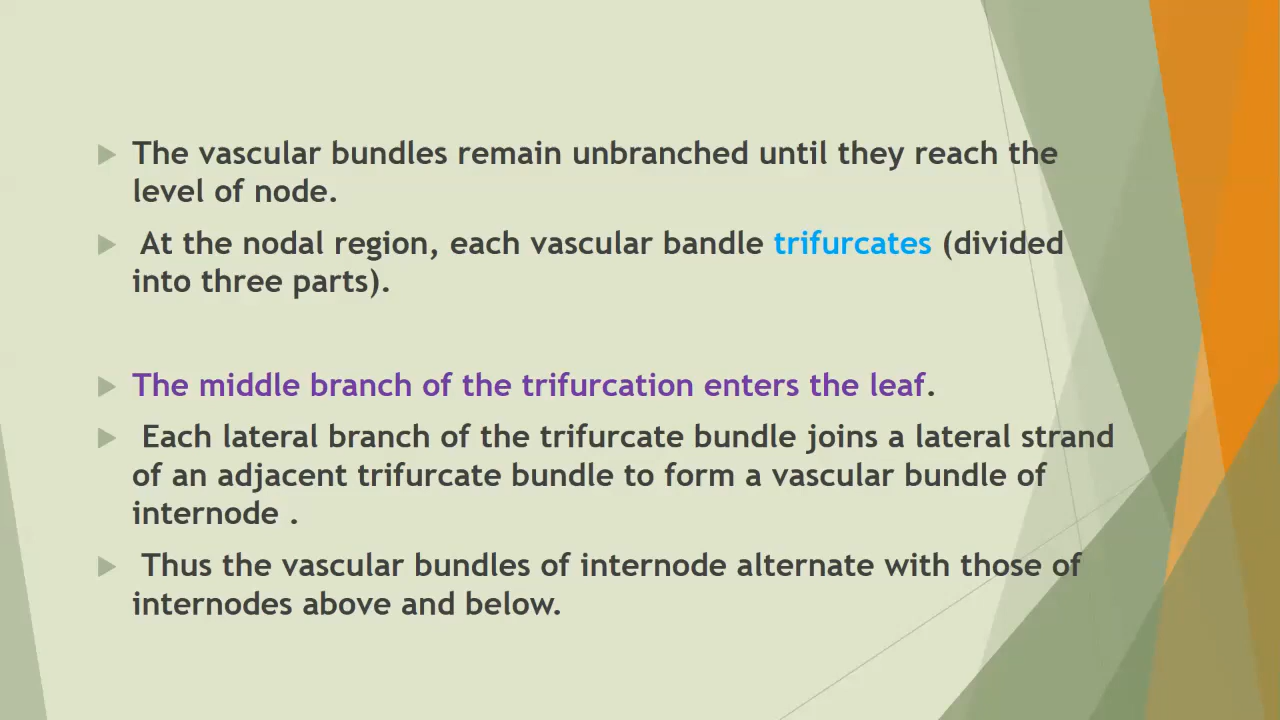 The vascular bundles remain unbranched until they reach the
level of node.
At the nodal region, each vascular bandle trifurcates (divided
into three parts).
The middle branch of the trifurcation enters the leaf.
Each lateral branch of the trifurcate bundle joins a lateral strand
of an adjacent trifurcate bundle to form a vascular bundle of
internode .
Thus the vascular bundles of internode alternate with those of
internodes above and below.